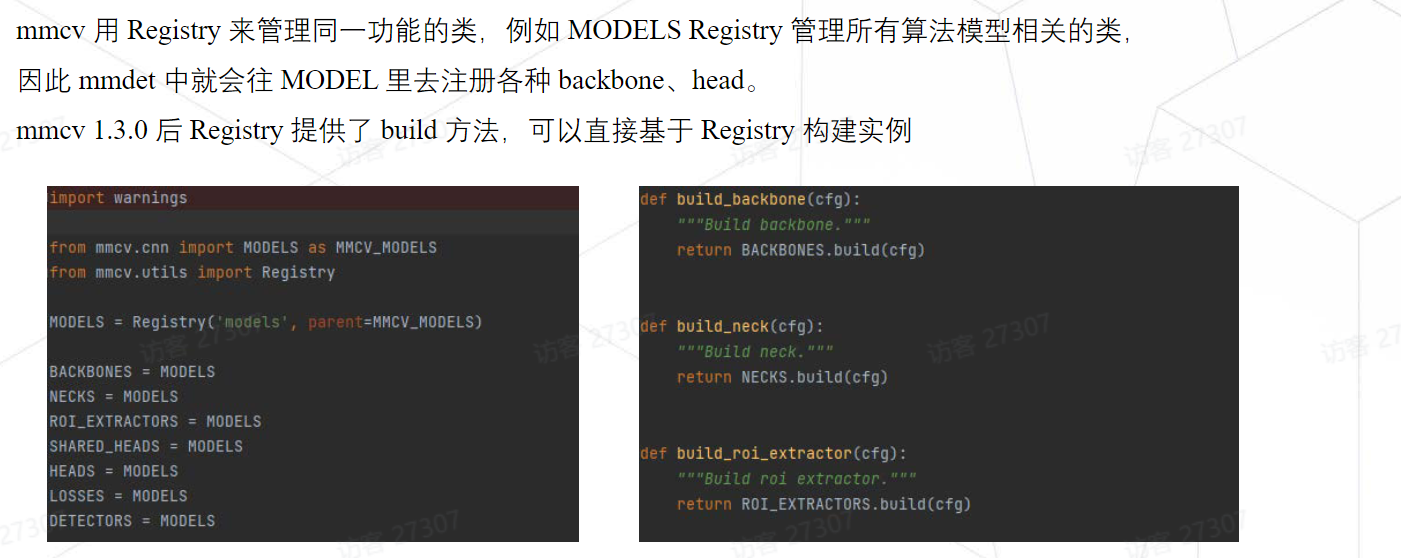 mmcv 用 Registry 来管理同一功能的类，例如 MODELS Registry 管理所有算法模型相关的类，
因此 mmdet 中就会往 MODEL 里去注册各种 backbone、head。
mmcv 1.3.0 后 Registry 提供了 build 方法，可以直接基于 Registry 构建实例
import warnings
from mmcv.cnn import MODELS as MMCV_MODELS
from mmcv.utils import Registry
MODELS = Registry('models', parent=MMCV_MODELS)
BACKBONES = MODELS
NECKS = MODELS
ROI_EXTRACTORS = MODELS
SHARED_HEADS = MODELS
HEADS = MODELS
LOSSES = MODELS
DETECTORS = MODELS
def build_backbone(cfg):
"""Build backbone."""
return BACKBONES.build(cfg)
def build_neck(cfg):
"""Build neck."""
return NECKS.build(cfg)
def build_roi_extractor(cfg):
"""Build roi extractor."""
return ROI_EXTRACTORS.build(cfg)
访客 27307
访客 27307
访客 27307
访客 27307
访客 27307
访客 27307
访客 27307
访客 27307
访客 27307